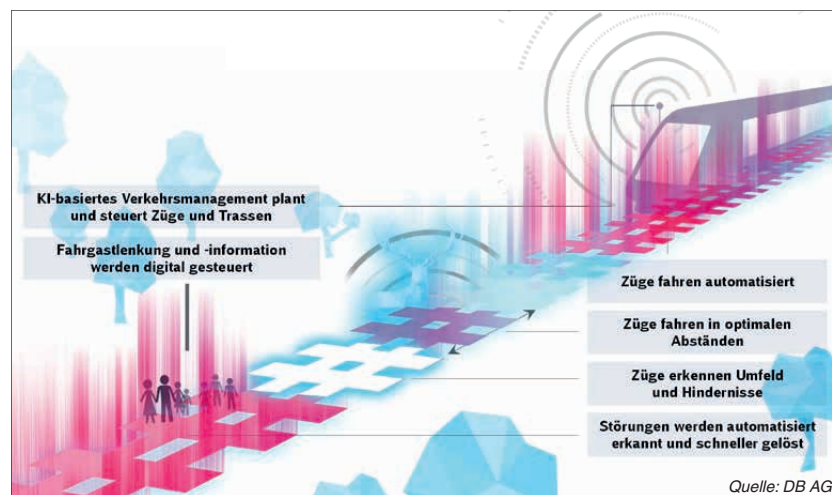 KI-basiertes Verkehrsmanagement plant
und steuert Züge und Trassen
Fahrgastlenkung und -information
werden digital gesteuert
Züge fahren automatisiert
Züge fahren in optimalen
Abständen
Züge erkennen Umfeld
und Hindernisse
Störungen werden automatisiert
erkannt und schneller gelöst
Quelle: DB AG